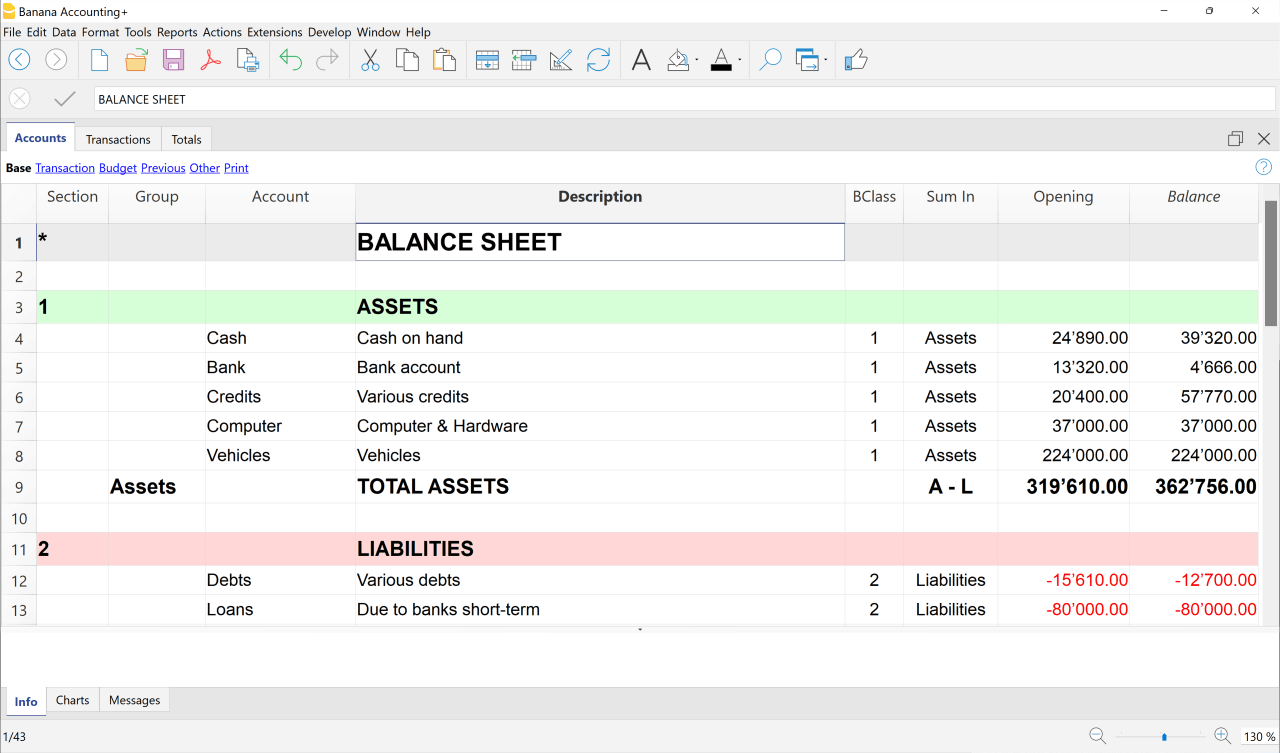 Banana Accounting+
File Edit Data Format Tools Reports Actions Extensions Develop Window Help
BALANCE SHEET
Accounts Transactions Totals
Base Transaction Budget Previous Other Print
Section Group Account Description BClass Sum In Opening Balance
1 * BALANCE SHEET
2
3 1 ASSETS
4 Cash Cash on hand 1 Assets 24’890.00 39’320.00
5 Bank Bank account 1 Assets 13’320.00 4’666.00
6 Credits Various credits 1 Assets 20’400.00 57’770.00
7 Computer Computer & Hardware 1 Assets 37’000.00 37’000.00
8 Vehicles Vehicles 1 Assets 224’000.00 224’000.00
9 Assets TOTAL ASSETS A - L 319’610.00 362’756.00
10
11 2 LIABILITIES
12 Debts Various debts 2 Liabilities -15’610.00 -12’700.00
13 Loans Due to banks short-term 2 Liabilities -80’000.00 -80’000.00
Info Charts Messages
1/43 130 %